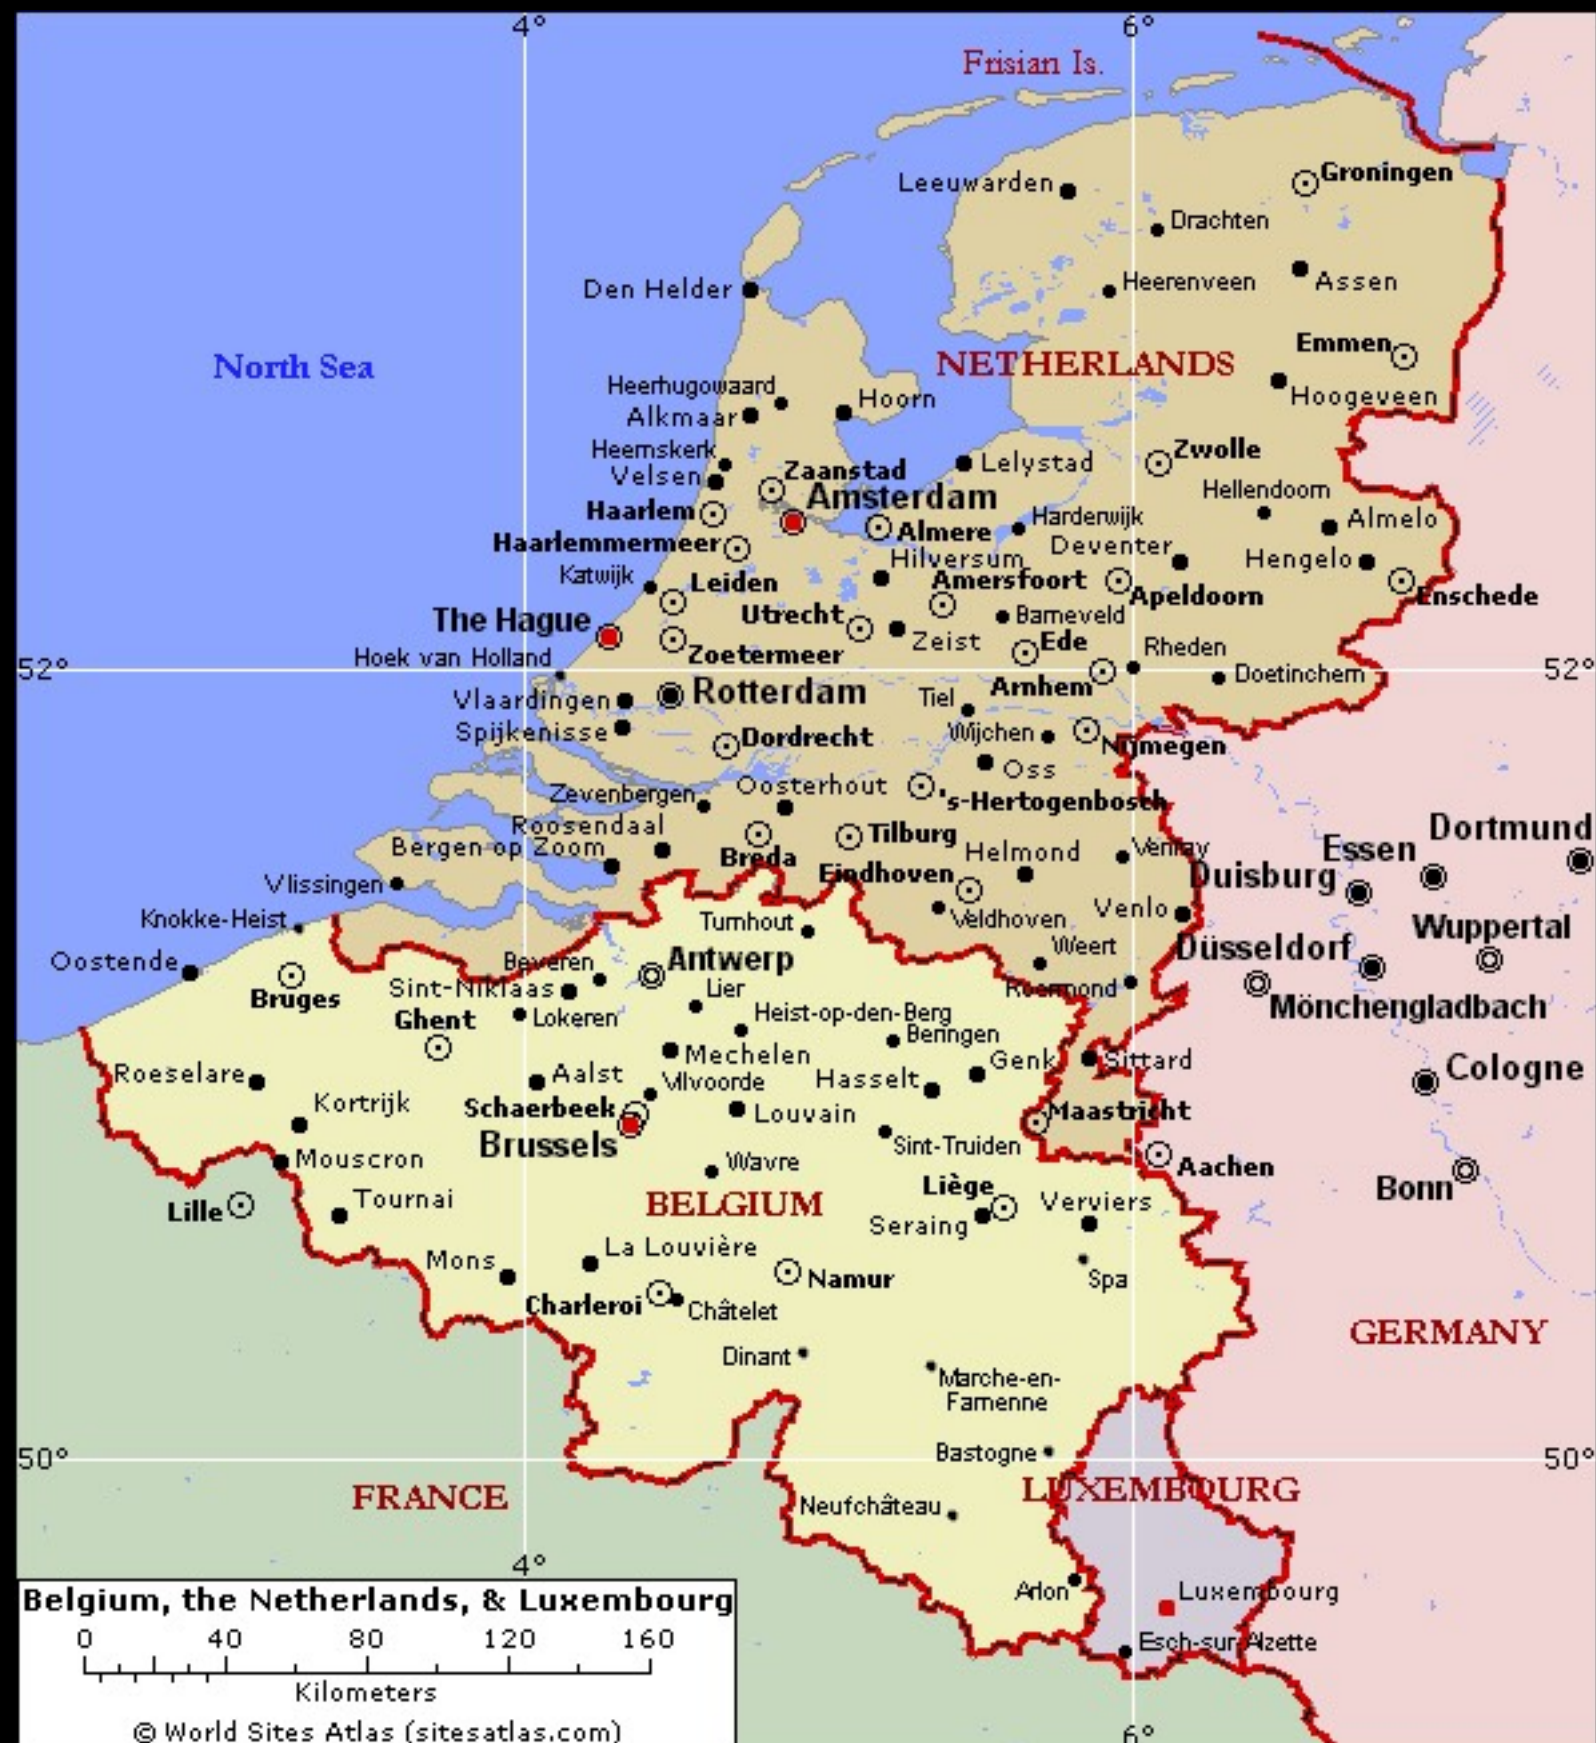 4°
6°
Frisian Is.
Groningen
Leeuwarden
Drachten
Heerenveen
Assen
Den Helder
Emmen
North Sea
NETHERLANDS
Heerhugowaard
Hoogeveen
Hoorn
Alkmaar
Heemskerk
Zwolle
Lelystad
Zaanstad
Velsen
Hellendoorn
Amsterdam
Haarlem
Harderwijk
Almelo
Almere
Haarlemmermeer
Deventer
Hilversum
Hengelo
Katwijk
Leiden
Amersfoort
Apeldoorn
Enschede
The Hague
Utrecht
Barneveld
Zeist
Ede
Rheden
Zoetermeer
Hoek van Holland
52°
52°
Doetinchem
Arnhem
Rotterdam
Tiel
Vlaardingen
Spijkenisse
Wijchen
Dordrecht
Nijmegen
Oss
Oosterhout
Zevenbergen
's-Hertogenbosch
Roosendaal
Dortmund
Tilburg
Bergen op Zoom
Essen
Helmond
Venray
Breda
Eindhoven
Duisburg
Vlissingen
Venlo
Veldhoven
Knokke-Heist
Turnhout
Wuppertal
Weert
Düsseldorf
Oostende
Beveren
Antwerp
Sint-Niklaas
Roermond
Bruges
Lier
Mönchengladbach
Ghent
Lokeren
Heist-op-den-Berg
Beringen
Mechelen
Genk
Sittard
Cologne
Roeselare
Aalst
Vilvoorde
Hasselt
Kortrijk
Schaerbeek
Louvain
Maastricht
Brussels
Sint-Truiden
Mouscron
Wavre
Aachen
Liège
Bonn
Tournai
BELGIUM
Verviers
Lille
Seraing
La Louvière
Mons
Namur
Spa
Charleroi
Châtelet
GERMANY
Dinant
Marche-en-
Famenne
Bastogne
50°
50°
LUXEMBOURG
FRANCE
Neufchâteau
4°
Arlon
Luxembourg
Esch-sur-Alzette
Belgium, the Netherlands, & Luxembourg
0 40 80 120 160
Kilometers
© World Sites Atlas (sitesatlas.com)
6°